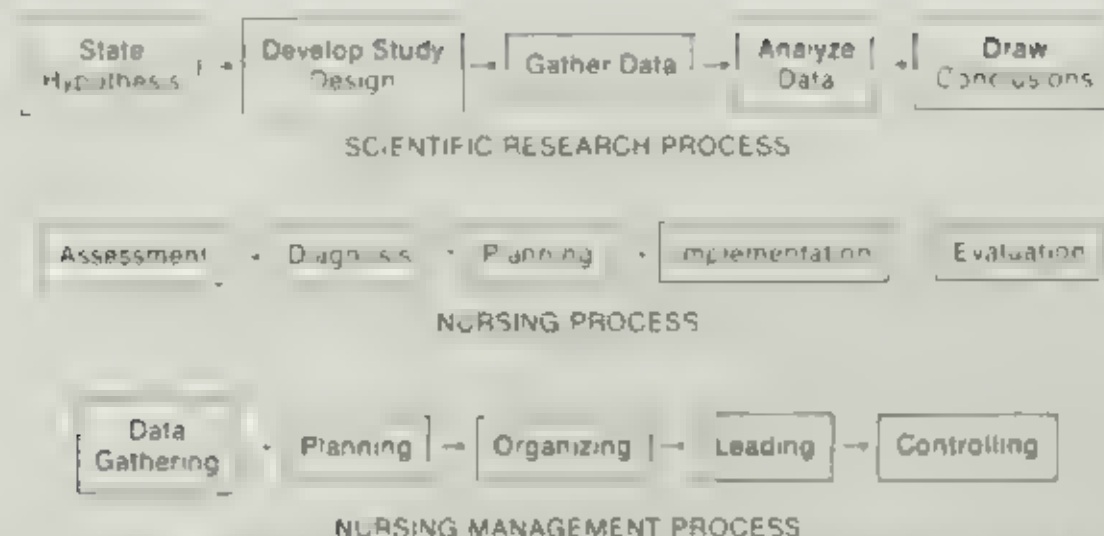 State
Hypothesis
Develop Study
Design
Gather Data
Analyze
Data
Draw
Conclusions
SCIENTIFIC RESEARCH PROCESS
Assessment
Diagnosis
Planning
Implementation
Evaluation
NURSING PROCESS
Data
Gathering
Planning
Organizing
Leading
Controlling
NURSING MANAGEMENT PROCESS